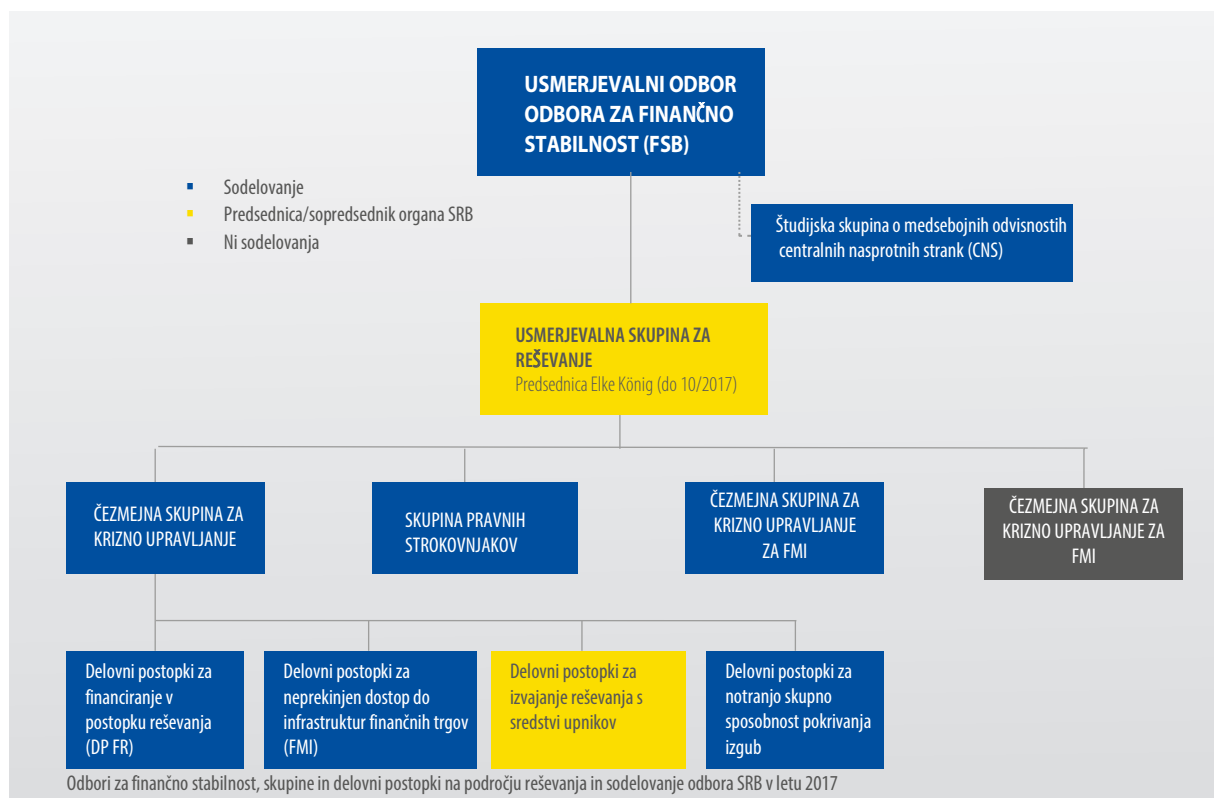 USMERJEVALNI ODBOR
ODBORA ZA FINANČNO
STABILNOST (FSB)
Sodelovanje
Predsednica/sopredsednik organa SRB
Ni sodelovanja
Študijska skupina o medsebojnih odvisnostih
centralnih nasprotnih strank (CNS)
USMERJEVALNA SKUPINA ZA
REŠEVANJE
Predsednica Elke König (do 10/2017)
ČEZMEJNA SKUPINA ZA
KRIZNO UPRAVLJANJE
SKUPINA PRAVNIH
STROKOVNJAKOV
ČEZMEJNA SKUPINA ZA
KRIZNO UPRAVLJANJE
ZA FMI
ČEZMEJNA SKUPINA ZA
KRIZNO UPRAVLJANJE ZA
FMI
Delovni postopki za
financiranje v
postopku reševanja
(DP FR)
Delovni postopki za
neprekinjen dostop do
infrastruktur finančnih trgov
(FMI)
Delovni postopki za
izvajanje reševanja s
sredstvi upnikov
Delovni postopki za
notranjo skupno
sposobnost pokrivanja
izgub
Odbori za finančno stabilnost, skupine in delovni postopki na področju reševanja in sodelovanje odbora SRB v letu 2017